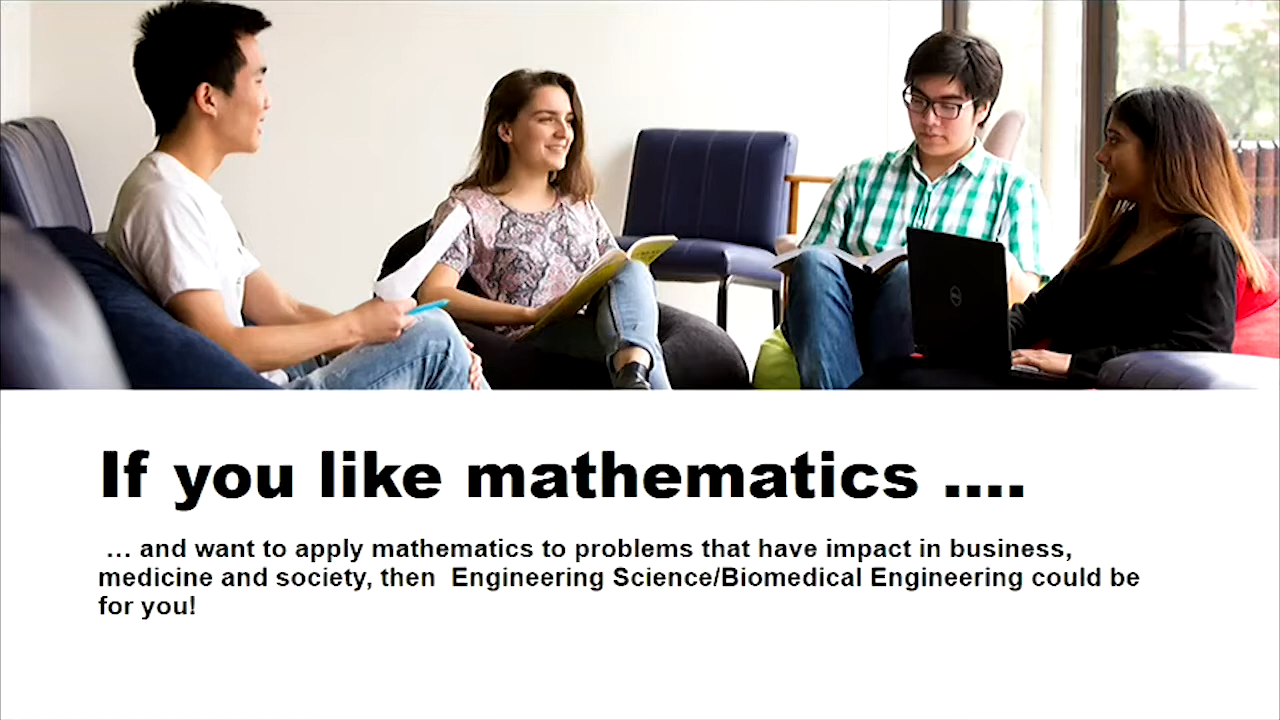 If you like mathematics ....
… and want to apply mathematics to problems that have impact in business,
medicine and society, then  Engineering Science/Biomedical Engineering could be
for you!